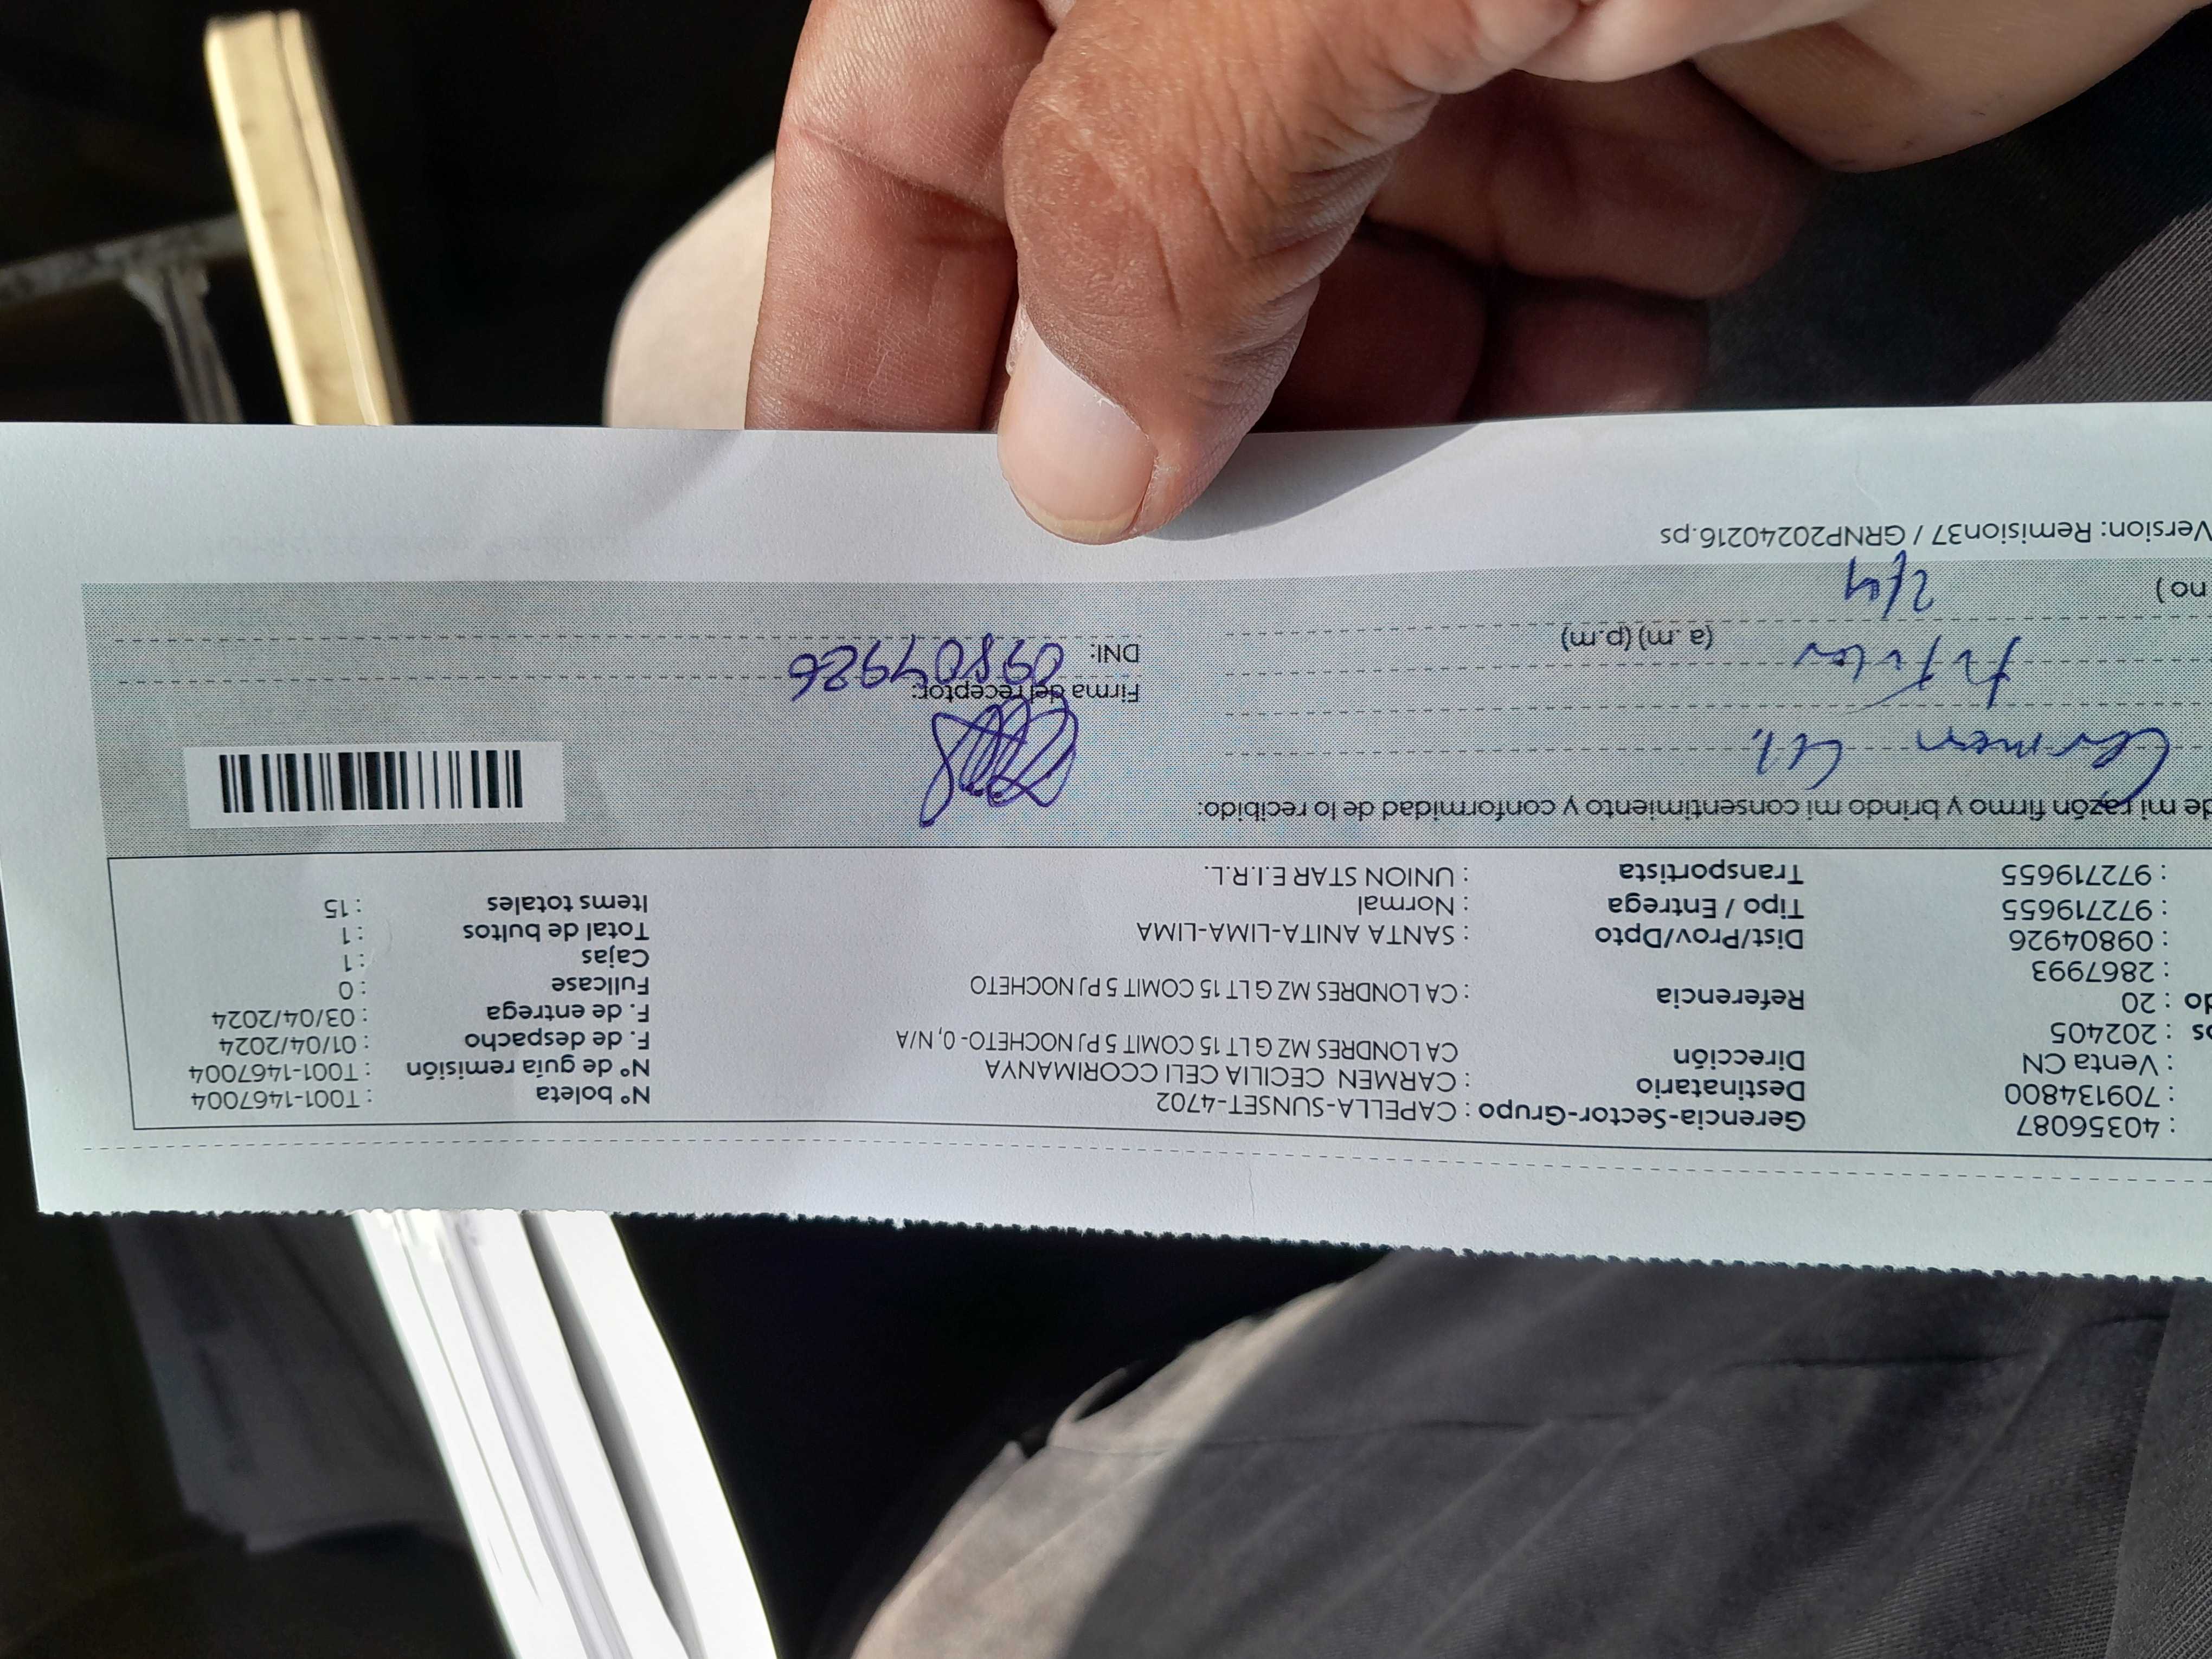 : 40356087 Gerencia-Sector-Grupo : CAPELLA-SUNSET-4702 N° boleta : T001-1467004
: 709134800 Destinatario : CARMEN CECILIA CELI CCORIMANYA N° de guía remisión : T001-1467004
: Venta CN Dirección CA LONDRES MZ G LT 15 COMIT 5 PJ NOCHETO- 0, N/A F. de despacho : 01/04/2024
os : 202405 F. de entrega : 03/04/2024
do : 20 Referencia : CA LONDRES MZ G LT 15 COMIT 5 PJ NOCHETO Fullcase : 0
: 2867993 Cajas : 1
: 09804926 Dist/Prov/Dpto : SANTA ANITA-LIMA-LIMA Total de bultos : 1
: 972719655 Tipo / Entrega : Normal Items totales : 15
: 972719655 Transportista : UNION STAR E.I.R.L.
de mi razón firmo y brindo mi consentimiento y conformidad de lo recibido:
Carmen
Firma del receptor:
Titular
DNI: 09804926
(a .m) (p.m)
no ) 2/4
Version: Remision37 / GRNP20240216.ps